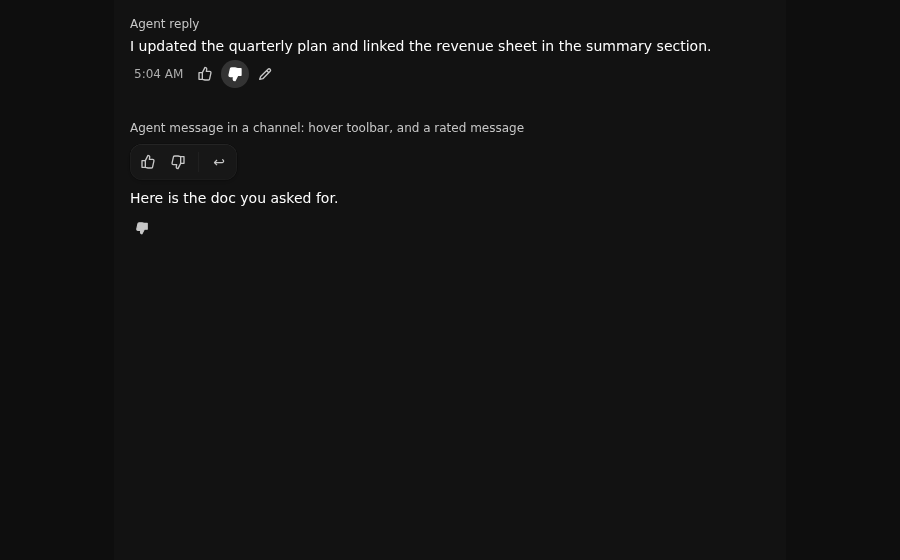 Agent reply
I updated the quarterly plan and linked the revenue sheet in the summary section.
5:04 AM
Agent message in a channel: hover toolbar, and a rated message
Here is the doc you asked for.